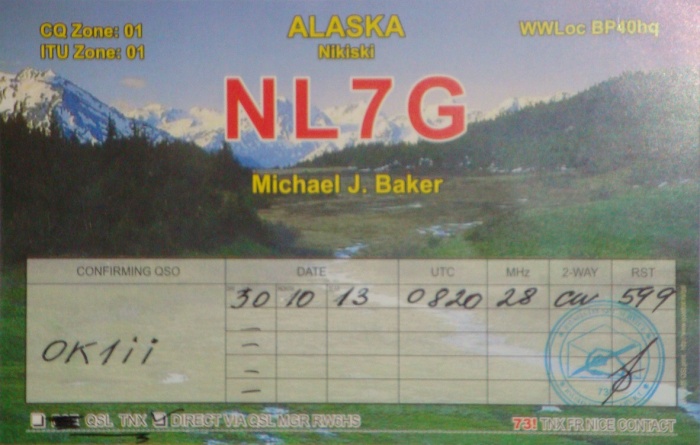 CQ Zone: 01
ITU Zone: 01
ALASKA
Nikiski
WWLoc BP40hq
NL7G
Michael J. Baker
CONFIRMING QSO DATE UTC MHz 2-WAY RST
OK1ii 30 10 13 0820 28 CW 599
QSL TNX DIRECT VIA QSL MGR RW6HS
73! TNX FR NICE CONTACT